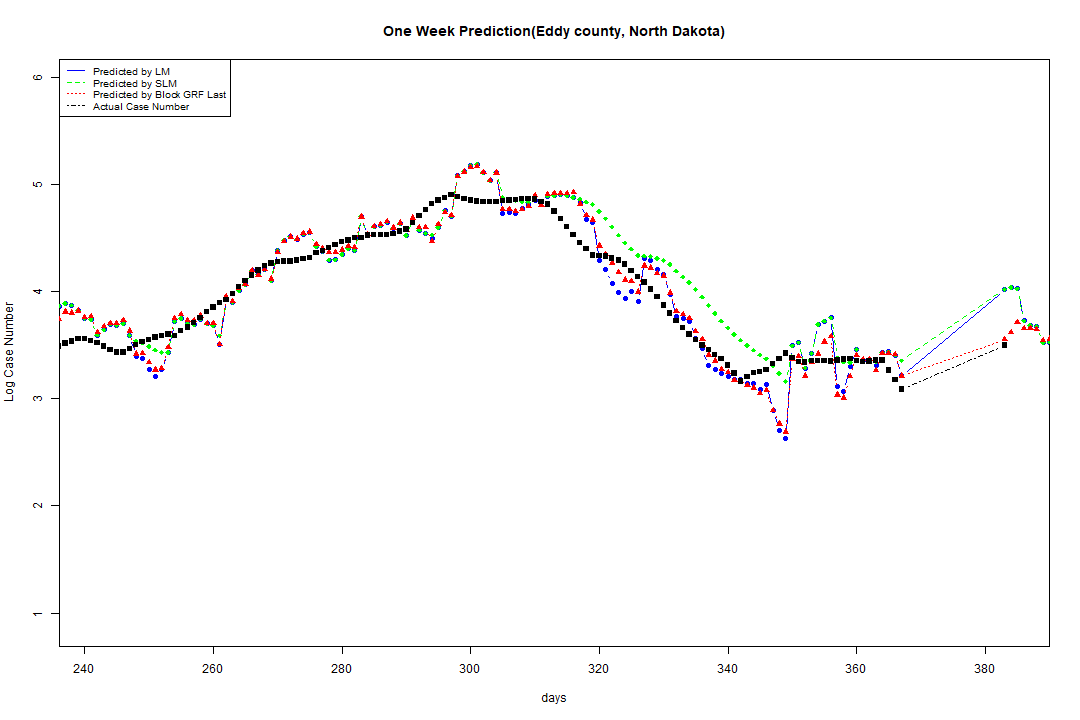 One Week Prediction(Eddy county, North Dakota)
Predicted by LM
Predicted by SLM
Predicted by Block GRF Last
Actual Case Number
6
5
4
3
2
1
Log Case Number
240 260 280 300 320 340 360 380
days